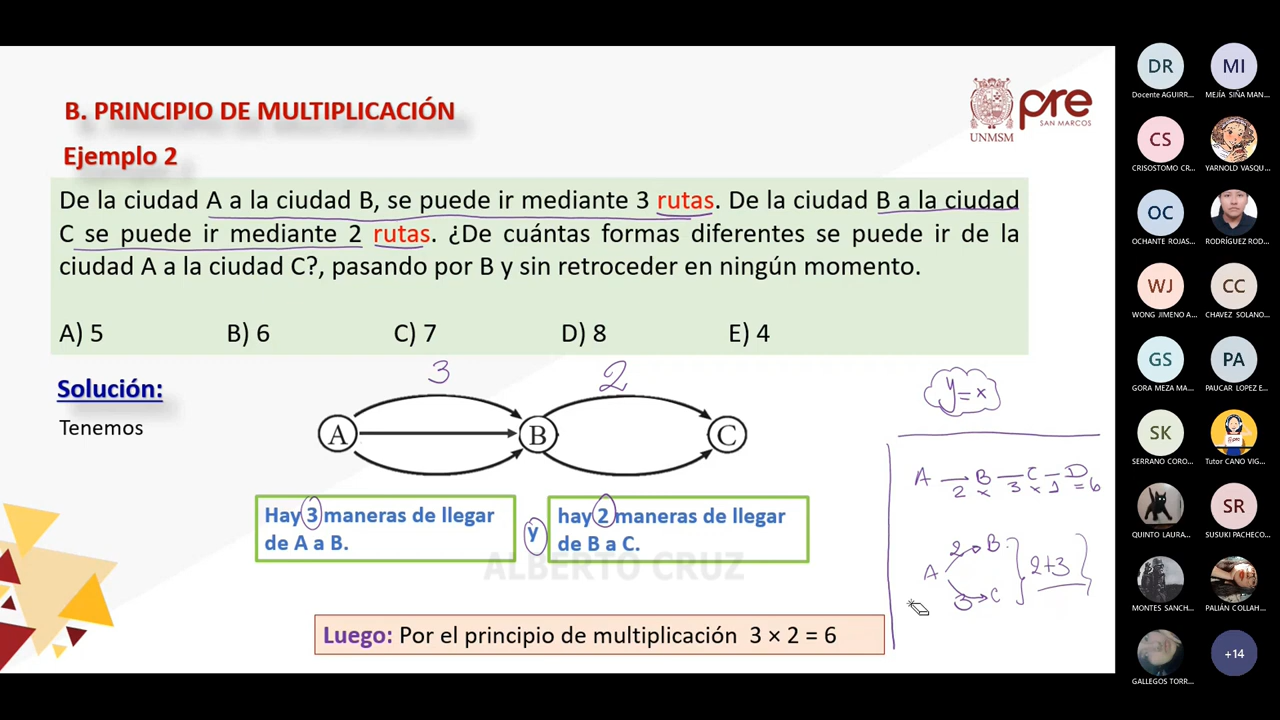 B. PRINCIPIO DE MULTIPLICACIÓN
UNMSM
pre
SAN MARCOS
Ejemplo 2
De la ciudad A a la ciudad B, se puede ir mediante 3 rutas. De la ciudad B a la ciudad
C se puede ir mediante 2 rutas. ¿De cuántas formas diferentes se puede ir de la
ciudad A a la ciudad C?, pasando por B y sin retroceder en ningún momento.
A) 5 B) 6 C) 7 D) 8 E) 4
Solución:
Tenemos
3 2
A B C
Hay 3 maneras de llegar
de A a B.
y
hay 2 maneras de llegar
de B a C.
ALBERTO CRUZ
Luego: Por el principio de multiplicación 3 × 2 = 6
y = x
A → B — C — D
2 x 3 x 1 = 6
A 2 → B
3 → C
2+3
DR
Docente AGUIRR...
MI
MEJÍA SIÑA MAN...
CS
CRISOSTOMO CR...
YARNOLD VASQU...
OC
OCHANTE ROJAS...
RODRÍGUEZ ROD...
WJ
WONG JIMENO A...
CC
CHAVEZ SOLANO...
GS
GORA MEZA MA...
PA
PAUCAR LOPEZ E...
SK
SERRANO CORO...
Tutor CANO VIG...
QUINTO LAURA...
SR
SUSUKI PACHECO...
MONTES SANCH...
PALIÁN COLLAH...
GALLEGOS TORR...
+14